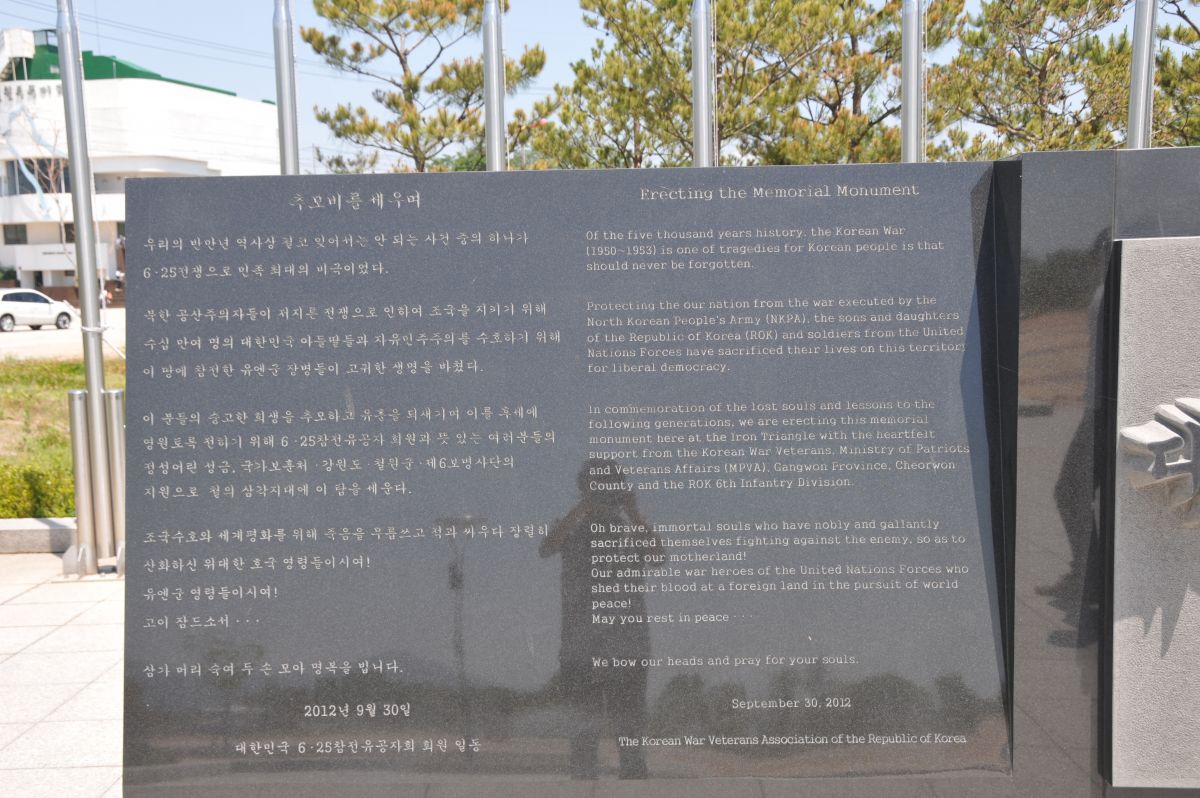 추모비를 세우며
우리의 반만년 역사상 결코 잊어서는 안 되는 사건 중의 하나가
6·25전쟁으로 민족 최대의 비극이었다.
북한 공산주의자들이 저지른 전쟁으로 인하여 조국을 지키기 위해
수십 만여 명의 대한민국 아들딸들과 자유민주주의를 수호하기 위해
이 땅에 참전한 유엔군 장병들이 고귀한 생명을 바쳤다.
이 분들의 숭고한 희생을 추모하고 유훈을 되새기며 이를 후세에
영원토록 전하기 위해 6·25참전유공자 회원과 뜻 있는 여러분들의
정성어린 성금, 국가보훈처·강원도·철원군·제6보병사단의
지원으로 철의 삼각지대에 이 탑을 세운다.
조국수호와 세계평화를 위해 죽음을 무릅쓰고 적과 싸우다 장렬히
산화하신 위대한 호국 영령들이시여!
유엔군 영령들이시여!
고이 잠드소서 · · ·
삼가 머리 숙여 두 손 모아 명복을 빕니다.
2012년 9월 30일
대한민국 6·25참전유공자회 회원 일동
Erecting the Memorial Monument
Of the five thousand years history, the Korean War
(1950~1953) is one of tragedies for Korean people is that
should never be forgotten.
Protecting the our nation from the war executed by the
North Korean People's Army (NKPA), the sons and daughters
of the Republic of Korea (ROK) and soldiers from the United
Nations Forces have sacrificed their lives on this territory
for liberal democracy.
In commemoration of the lost souls and lessons to the
following generations, we are erecting this memorial
monument here at the Iron Triangle with the heartfelt
support from the Korean War Veterans, Ministry of Patriots
and Veterans Affairs (MPVA), Gangwon Province, Cheorwon
County and the ROK 6th Infantry Division.
Oh brave, immortal souls who have nobly and gallantly
sacrificed themselves fighting against the enemy, so as to
protect our motherland!
Our admirable war heroes of the United Nations Forces who
shed their blood at a foreign land in the pursuit of world
peace!
May you rest in peace · · ·
We bow our heads and pray for your souls.
September 30, 2012
The Korean War Veterans Association of the Republic of Korea